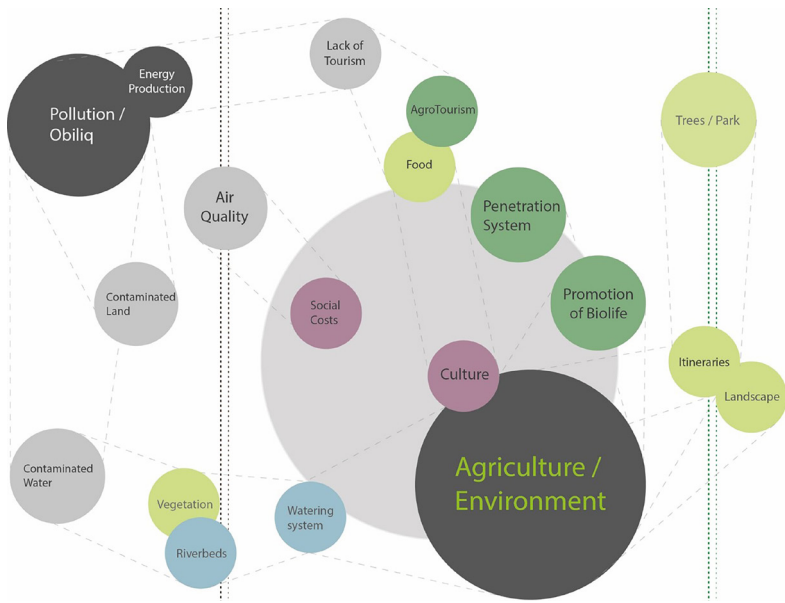 Pollution /
Obiliq
Energy
Production
Lack of
Tourism
AgroTourism
Food
Trees / Park
Air
Quality
Penetration
System
Contaminated
Land
Social
Costs
Promotion
of Biolife
Culture
Itineraries
Landscape
Contaminated
Water
Vegetation
Riverbeds
Watering
system
Agriculture /
Environment